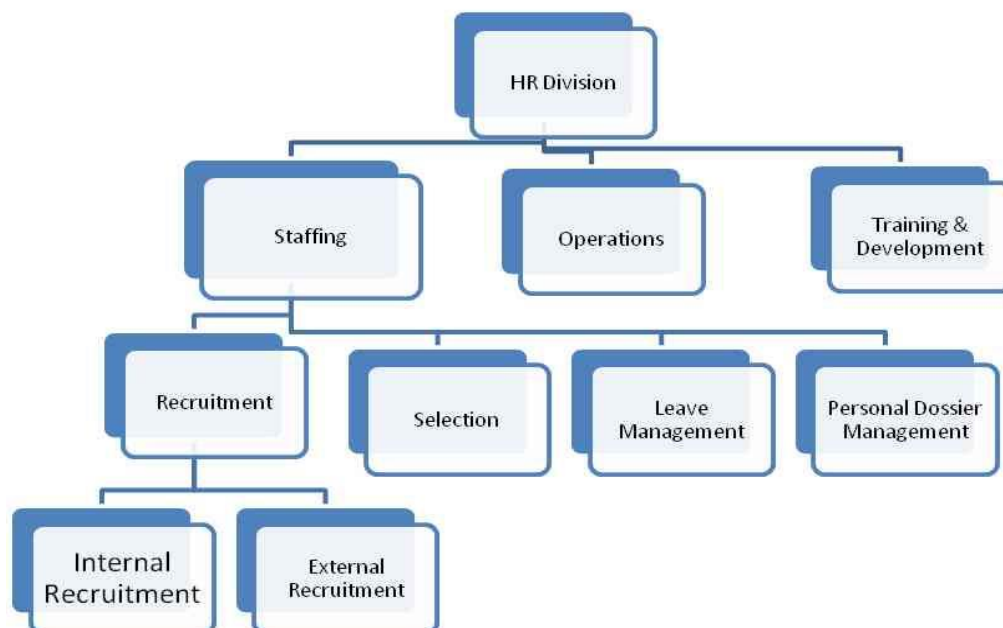 HR Division
Staffing
Operations
Training &
Development
Recruitment
Selection
Leave
Management
Personal Dossier
Management
Internal
Recruitment
External
Recruitment